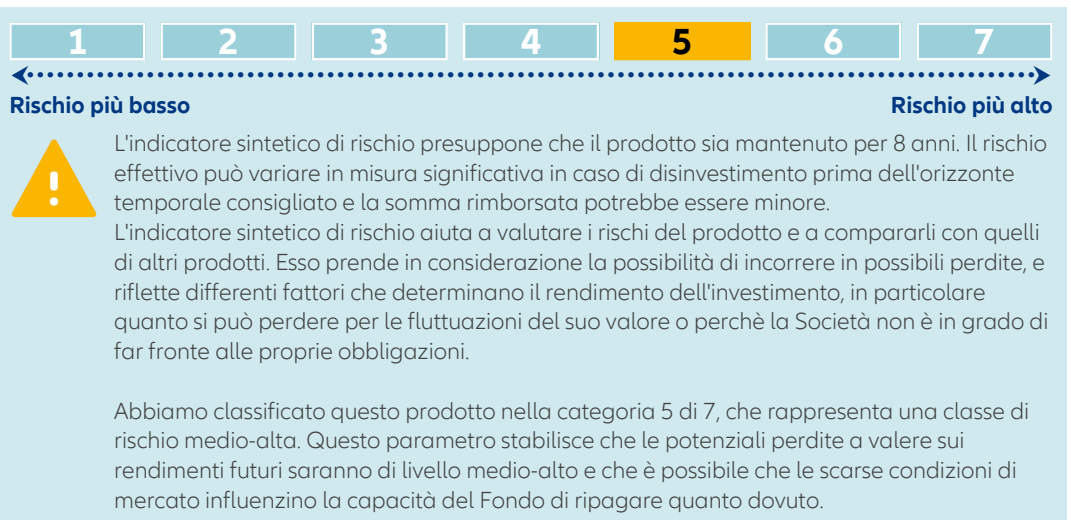 1 2 3 4 5 6 7
Rischio più basso Rischio più alto
L'indicatore sintetico di rischio presuppone che il prodotto sia mantenuto per 8 anni. Il rischio
effettivo può variare in misura significativa in caso di disinvestimento prima dell'orizzonte
temporale consigliato e la somma rimborsata potrebbe essere minore.
L'indicatore sintetico di rischio aiuta a valutare i rischi del prodotto e a compararli con quelli
di altri prodotti. Esso prende in considerazione la possibilità di incorrere in possibili perdite, e
riflette differenti fattori che determinano il rendimento dell'investimento, in particolare
quanto si può perdere per le fluttuazioni del suo valore o perchè la Società non è in grado di
far fronte alle proprie obbligazioni.
Abbiamo classificato questo prodotto nella categoria 5 di 7, che rappresenta una classe di
rischio medio-alta. Questo parametro stabilisce che le potenziali perdite a valere sui
rendimenti futuri saranno di livello medio-alto e che è possibile che le scarse condizioni di
mercato influenzino la capacità del Fondo di ripagare quanto dovuto.